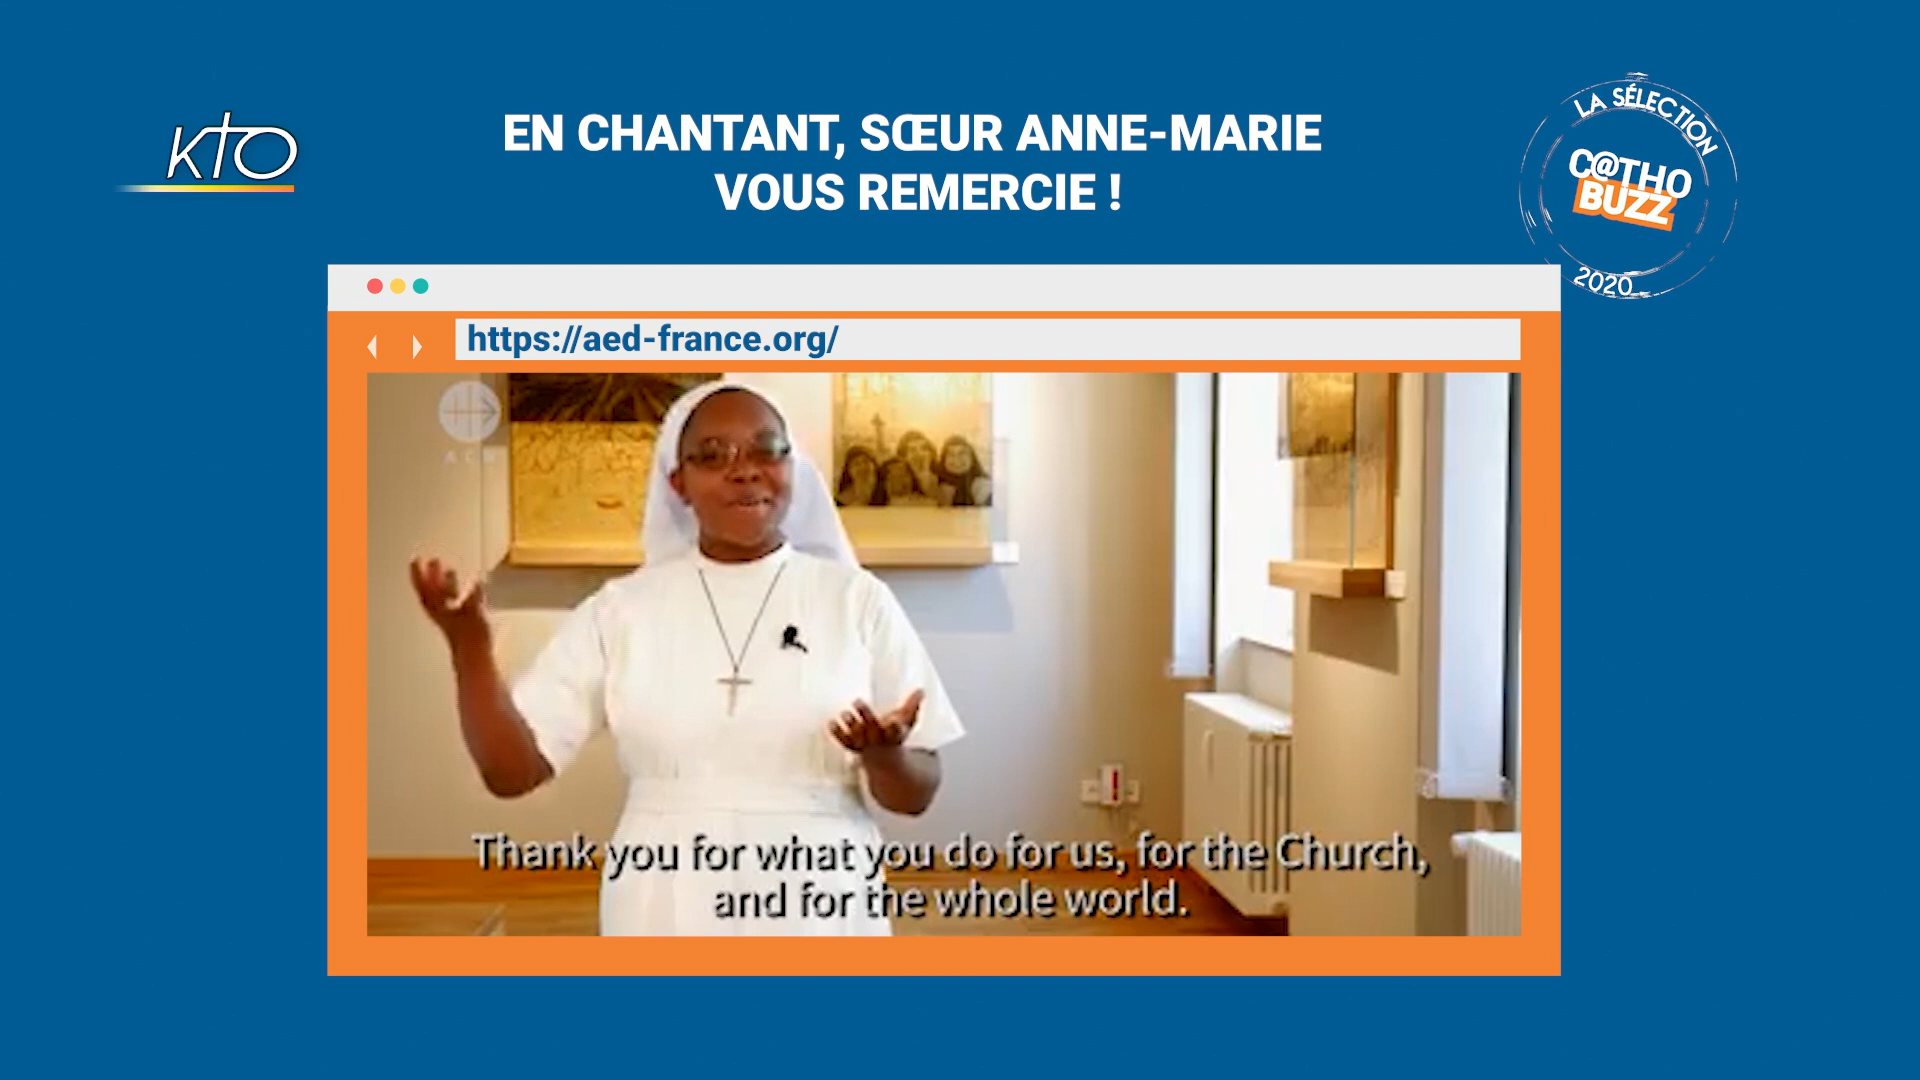 KTO
EN CHANTANT, SŒUR ANNE-MARIE
VOUS REMERCIE !
LA SÉLECTION
C@THO
BUZZ
2020
https://aed-france.org/
ACN
Thank you for what you do for us, for the Church,
and for the whole world.